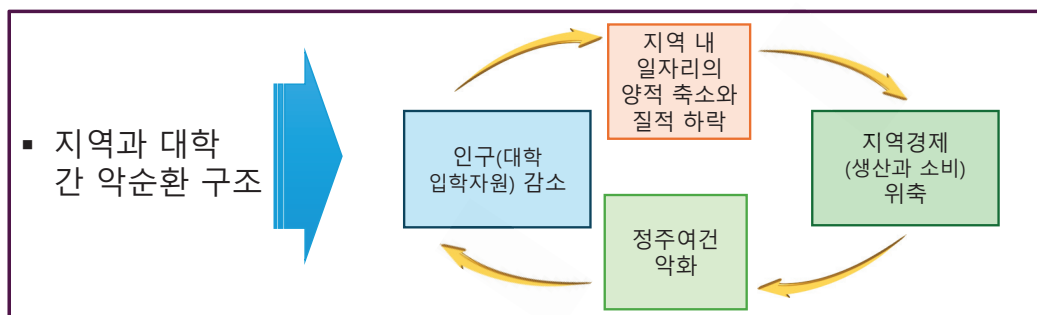 ▪ 지역과 대학
간 악순환 구조
인구(대학
입학자원) 감소
지역 내
일자리의
양적 축소와
질적 하락
지역경제
(생산과 소비)
위축
정주여건
악화